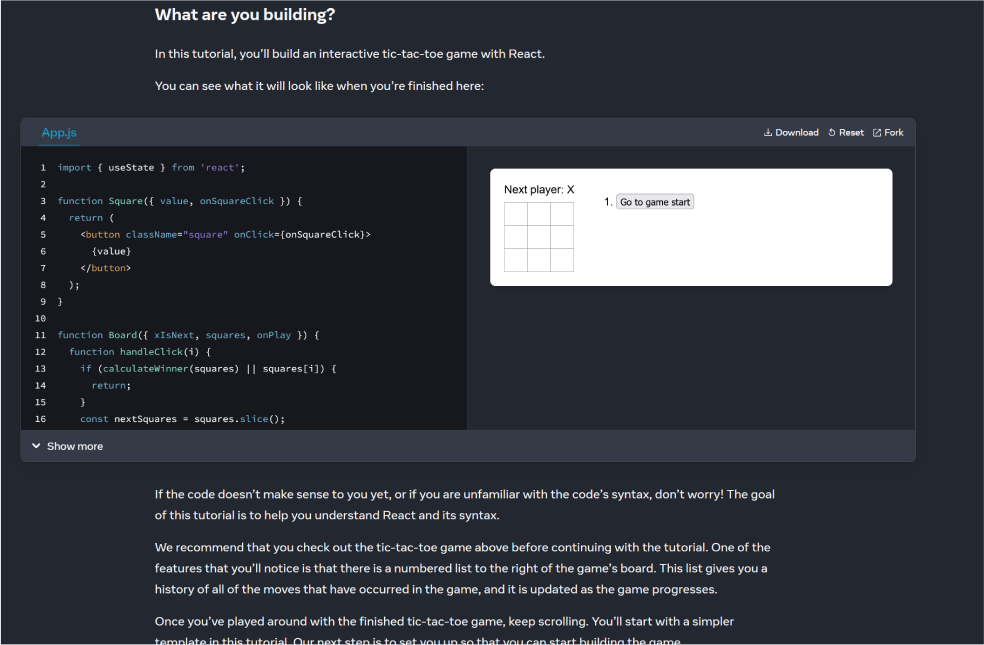 What are you building?
In this tutorial, you’ll build an interactive tic-tac-toe game with React.
You can see what it will look like when you’re finished here:
App.js
Download Reset Fork
1 import { useState } from 'react';
2
3 function Square({ value, onSquareClick }) {
4 return (
5 <button className="square" onClick={onSquareClick}>
6 {value}
7 </button>
8 );
9 }
10
11 function Board({ xIsNext, squares, onPlay }) {
12 function handleClick(i) {
13 if (calculateWinner(squares) || squares[i]) {
14 return;
15 }
16 const nextSquares = squares.slice();
Next player: X
1. Go to game start
Show more
If the code doesn’t make sense to you yet, or if you are unfamiliar with the code’s syntax, don’t worry! The goal
of this tutorial is to help you understand React and its syntax.
We recommend that you check out the tic-tac-toe game above before continuing with the tutorial. One of the
features that you’ll notice is that there is a numbered list to the right of the game’s board. This list gives you a
history of all of the moves that have occurred in the game, and it is updated as the game progresses.
Once you’ve played around with the finished tic-tac-toe game, keep scrolling. You’ll start with a simpler
template in this tutorial. Our next step is to set you up so that you can start building the game.